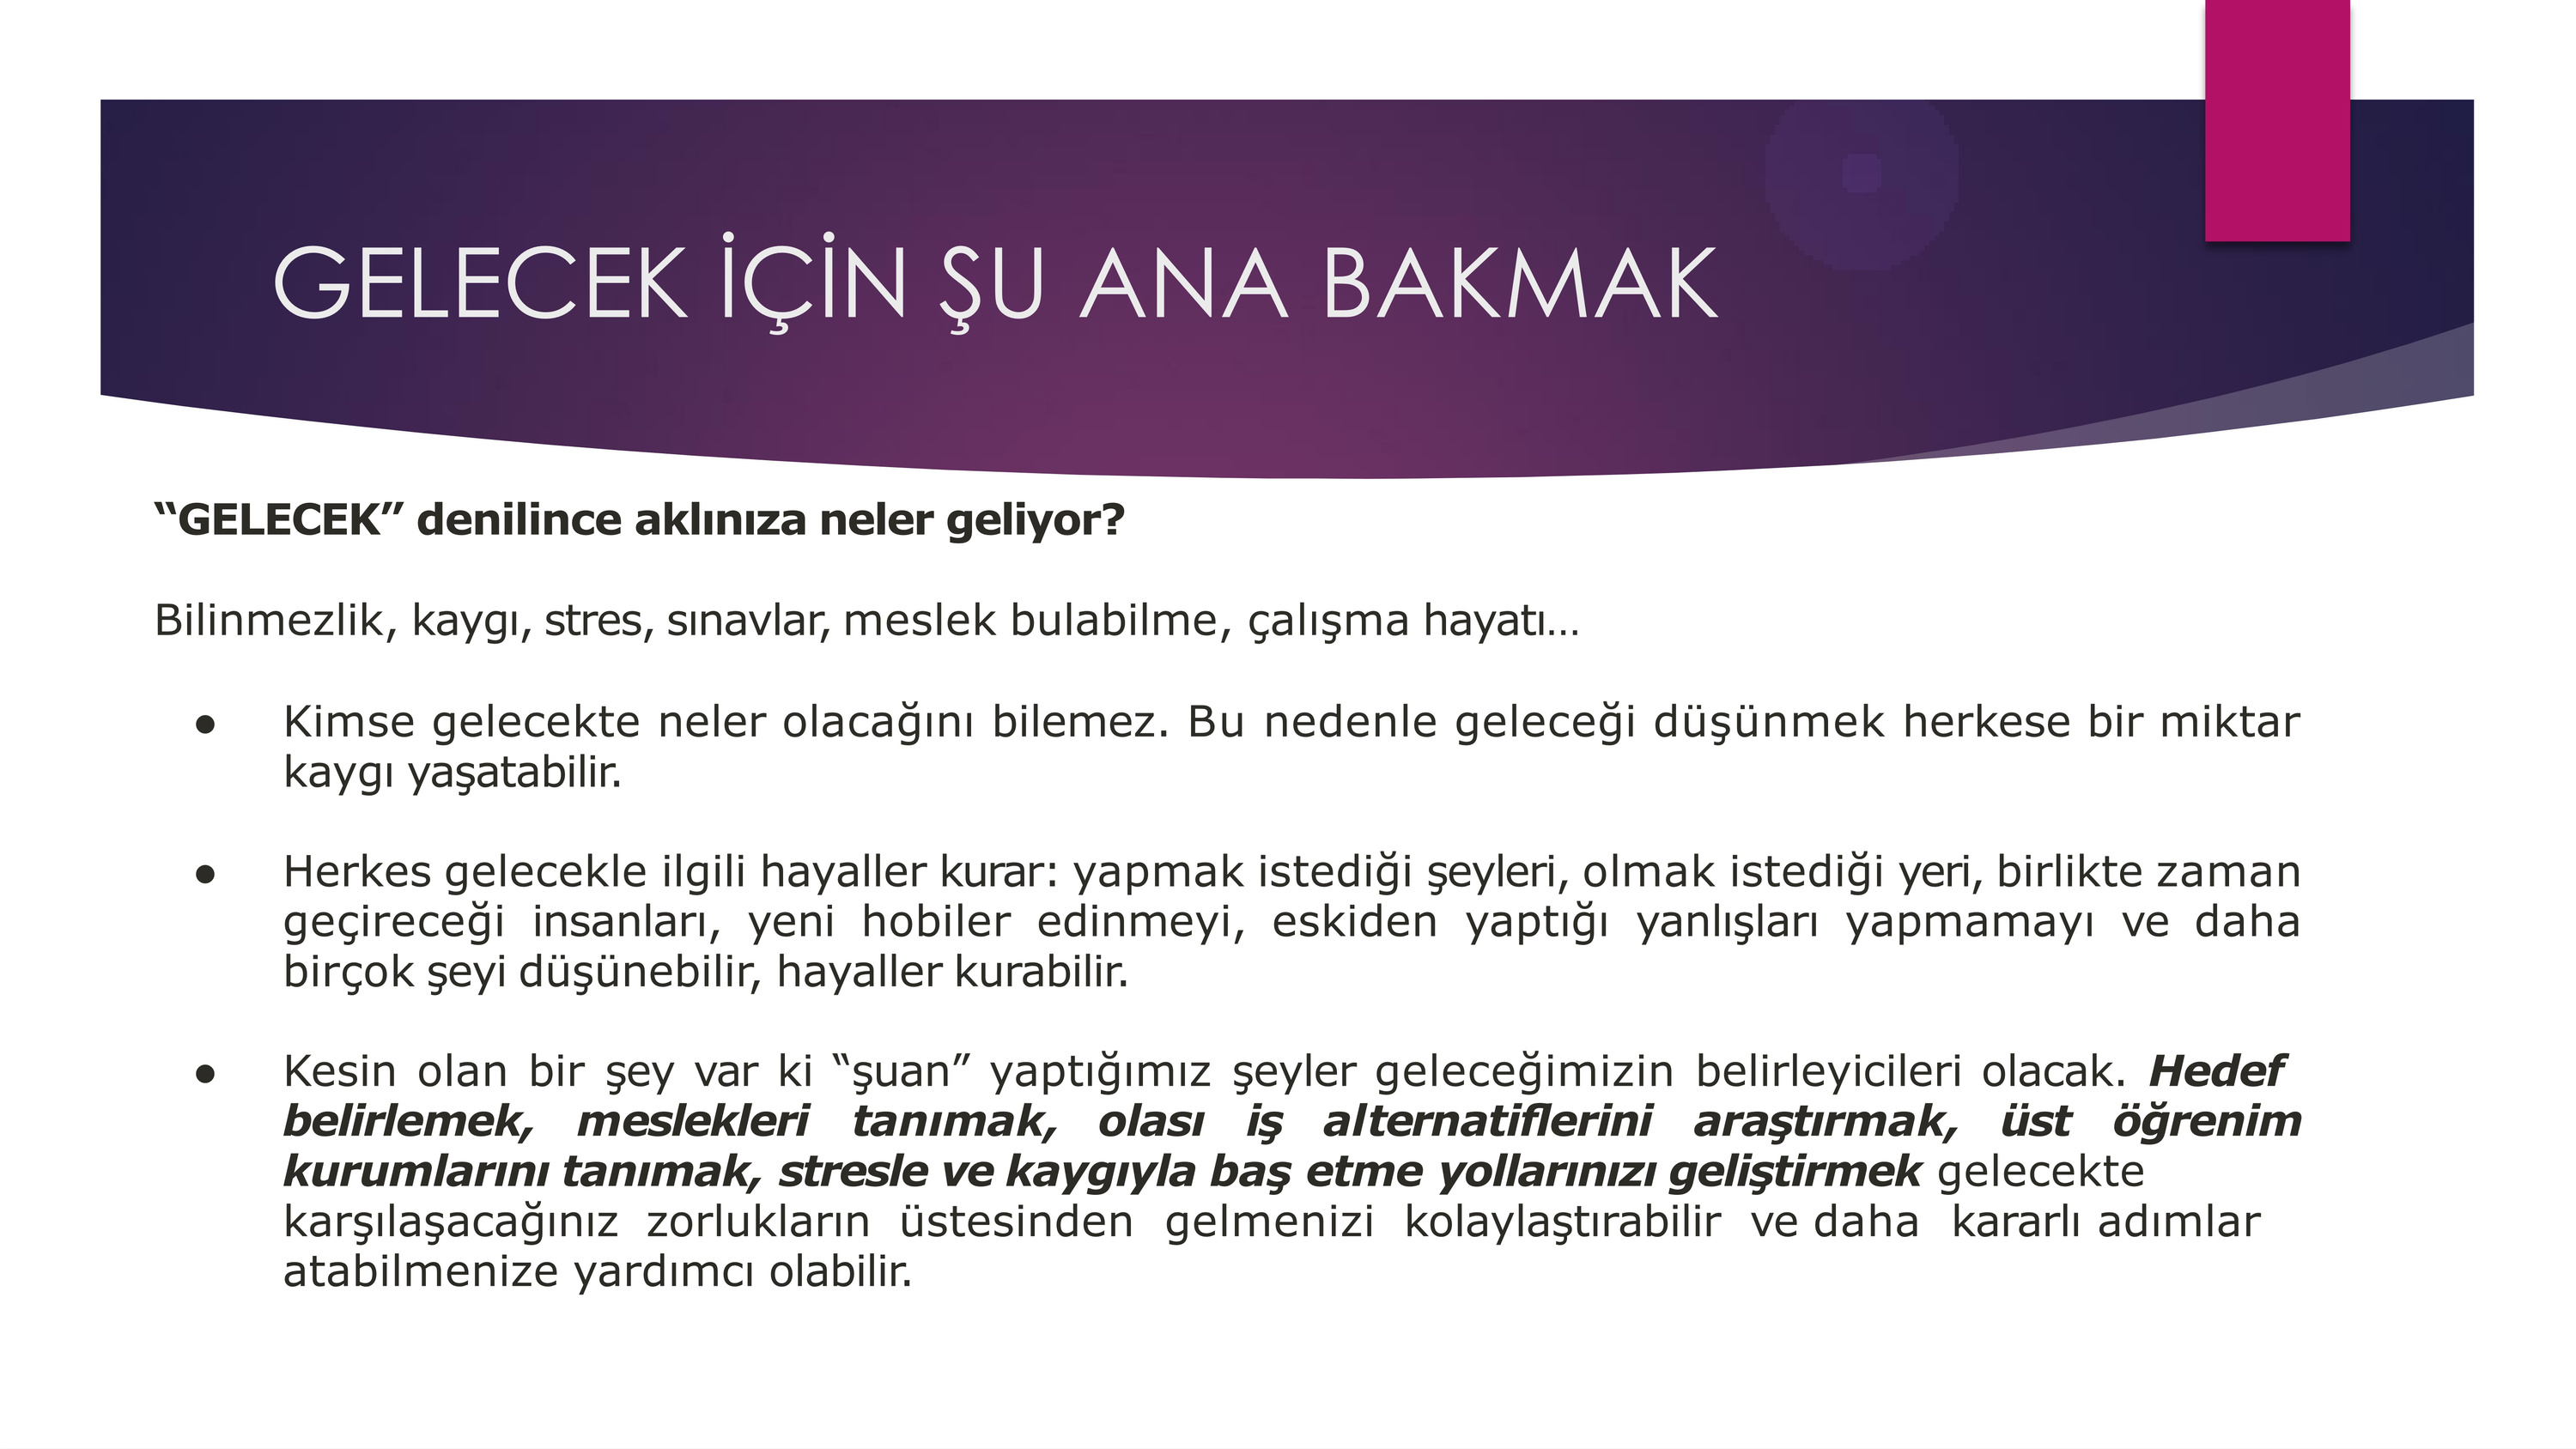 GELECEK İÇİN ŞU ANA BAKMAK
“GELECEK” denilince aklınıza neler geliyor?
Bilinmezlik, kaygı, stres, sınavlar, meslek bulabilme, çalışma hayatı…
● Kimse gelecekte neler olacağını bilemez. Bu nedenle geleceği düşünmek herkese bir miktar
kaygı yaşatabilir.
● Herkes gelecekle ilgili hayaller kurar: yapmak istediği şeyleri, olmak istediği yeri, birlikte zaman
geçireceği insanları, yeni hobiler edinmeyi, eskiden yaptığı yanlışları yapmamayı ve daha
birçok şeyi düşünebilir, hayaller kurabilir.
● Kesin olan bir şey var ki “şuan” yaptığımız şeyler geleceğimizin belirleyicileri olacak. Hedef
belirlemek, meslekleri tanımak, olası iş alternatiflerini araştırmak, üst öğrenim
kurumlarını tanımak, stresle ve kaygıyla baş etme yollarınızı geliştirmek gelecekte
karşılaşacağınız zorlukların üstesinden gelmenizi kolaylaştırabilir ve daha kararlı adımlar
atabilmenize yardımcı olabilir.